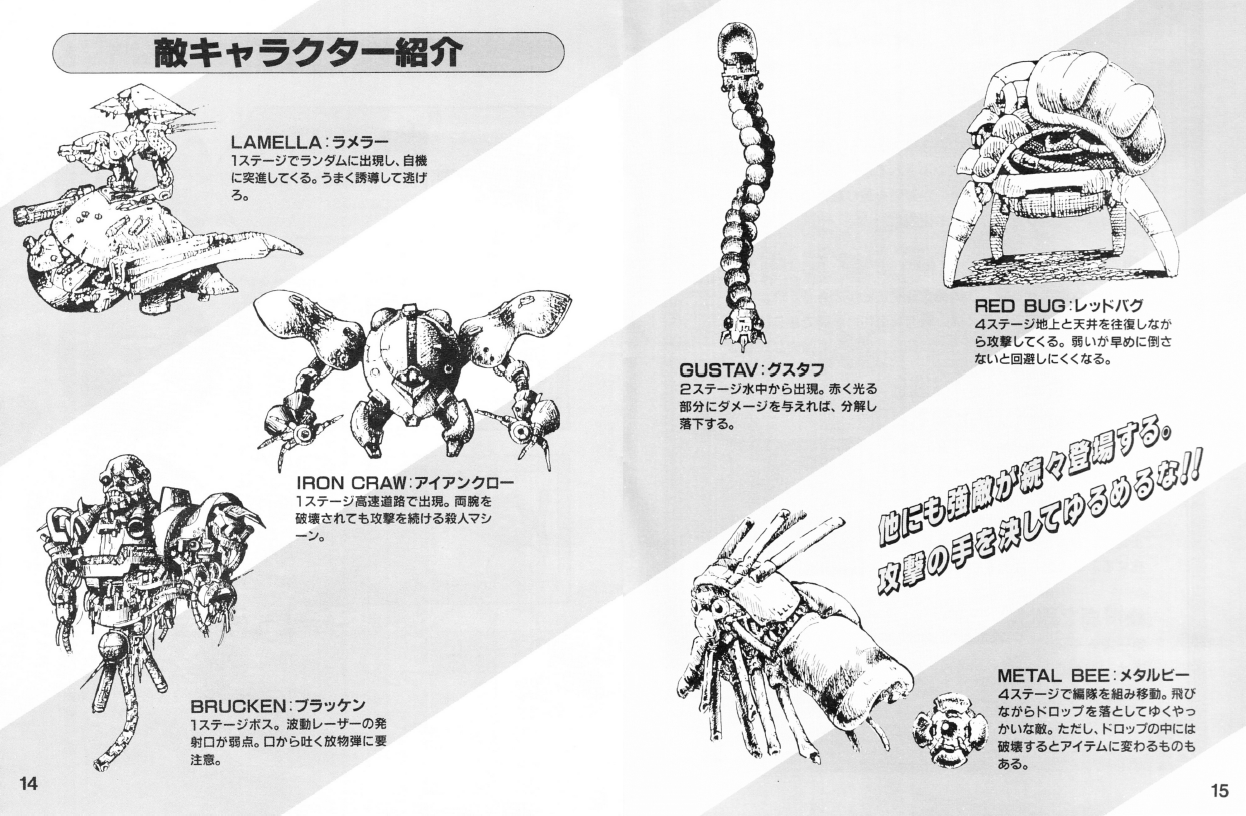 敵キャラクター紹介
LAMELLA:ラメラー
1ステージでランダムに出現し、自機
に突進してくる。うまく誘導して逃げ
ろ。
IRON CRAW:アイアンクロー
1ステージ高速道路で出現。両腕を
破壊されても攻撃を続ける殺人マシ
ーン。
BRUCKEN:ブラッケン
1ステージボス。波動レーザーの発
射口が弱点。口から吐く放物弾に要
注意。
14
GUSTAV:グスタフ
2ステージ水中から出現。赤く光る
部分にダメージを与えれば、分解し
落下する。
RED BUG:レッドバグ
4ステージ地上と天井を往復しなが
ら攻撃してくる。弱いが早めに倒さ
ないと回避しにくくなる。
他にも強敵が続々登場する。
攻撃の手を決してゆるめるな!!
METAL BEE:メタルビー
4ステージで編隊を組み移動。飛び
ながらドロップを落としてゆくやっ
かいな敵。ただし、ドロップの中には
破壊するとアイテムに変わるものも
ある。
15